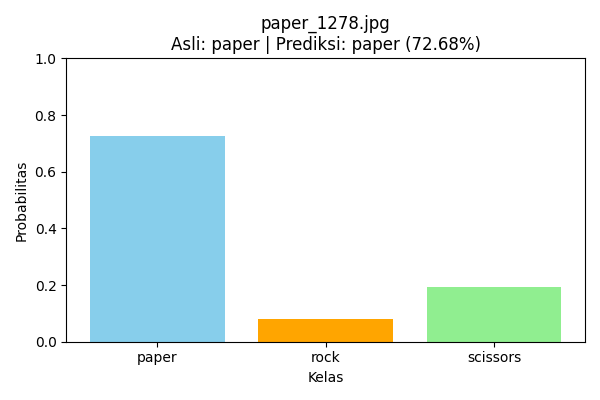 paper_1278.jpg
Asli: paper | Prediksi: paper (72.68%)
1.0
0.8
0.6
0.4
0.2
0.0
Probabilitas
paper rock scissors
Kelas